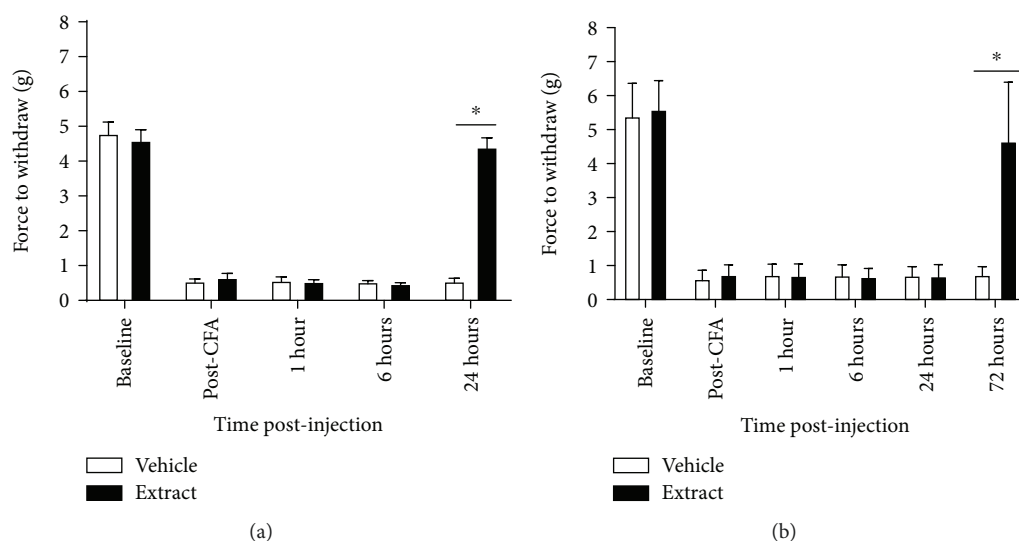 8
7
6
5
4
3
2
1
0
Force to withdraw (g)
*
Baseline
Post-CFA
1 hour
6 hours
24 hours
Time post-injection
Vehicle
Extract
(a)
8
7
6
5
4
3
2
1
0
Force to withdraw (g)
*
Baseline
Post-CFA
1 hour
6 hours
24 hours
72 hours
Time post-injection
Vehicle
Extract
(b)